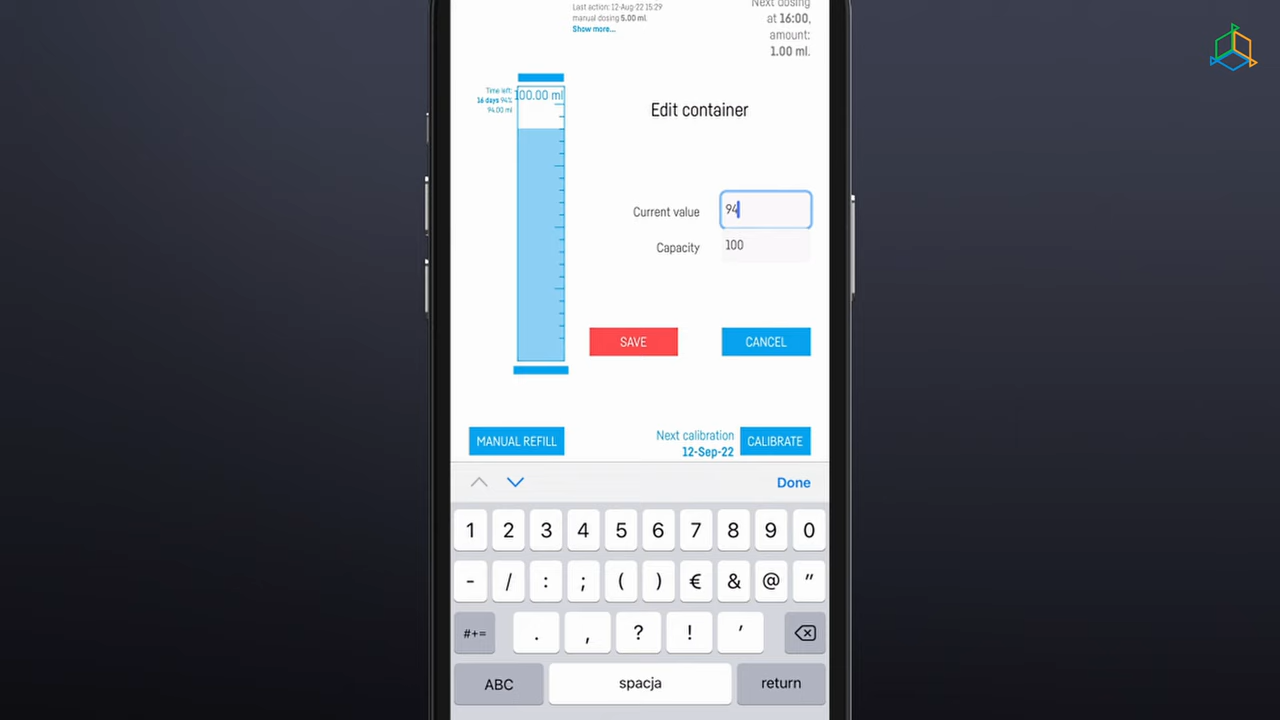 Last action: 12-Aug-22 15:29
manual dosing 5.00 ml.
Show more...
Next dosing
at 16:00,
amount:
1.00 ml.
Time left:
16 days 94%
94.00 ml
100.00 ml
Edit container
Current value
94
Capacity
100
SAVE
CANCEL
MANUAL REFILL
Next calibration
12-Sep-22
CALIBRATE
Done
1 2 3 4 5 6 7 8 9 0
- / : ; ( ) € & @ "
#+= . , ? ! '
ABC spacja return